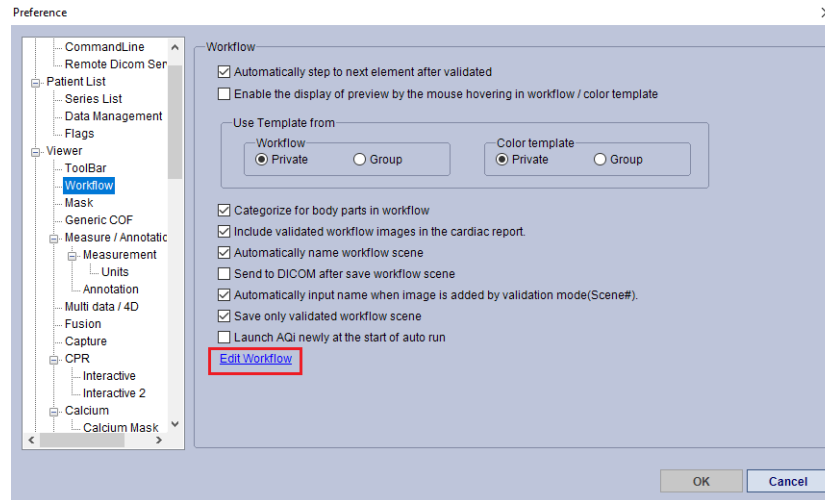 Preference
CommandLine
Remote Dicom Ser
Patient List
Series List
Data Management
Flags
Viewer
ToolBar
Workflow
Mask
Generic COF
Measure / Annotatic
Measurement
Units
Annotation
Multi data / 4D
Fusion
Capture
CPR
Interactive
Interactive 2
Calcium
Calcium Mask
Workflow
Automatically step to next element after validated
Enable the display of preview by the mouse hovering in workflow / color template
Use Template from
Workflow
Private Group
Color template
Private Group
Categorize for body parts in workflow
Include validated workflow images in the cardiac report.
Automatically name workflow scene
Send to DICOM after save workflow scene
Automatically input name when image is added by validation mode(Scene#).
Save only validated workflow scene
Launch AQi newly at the start of auto run
Edit Workflow
OK Cancel